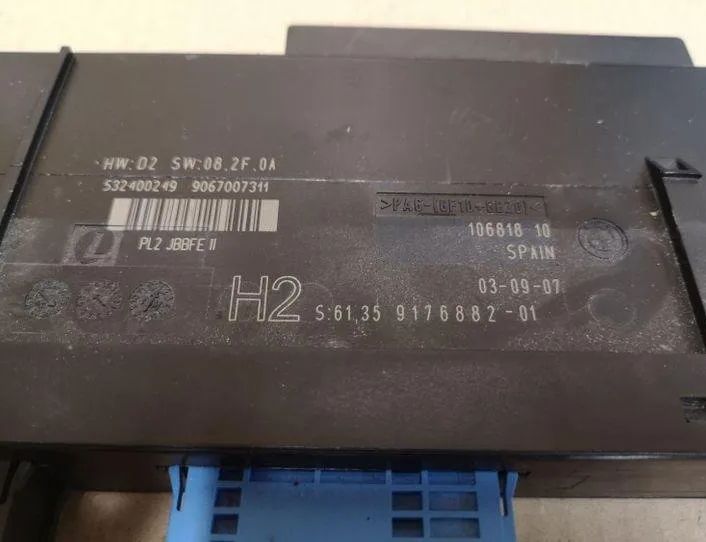 HW:D2 SW:08.2F.0A
532400249 9067007311
PL2 JBBFE II
106818 10
SPAIN
03-09-07
H2 S:61.35 9176882-01